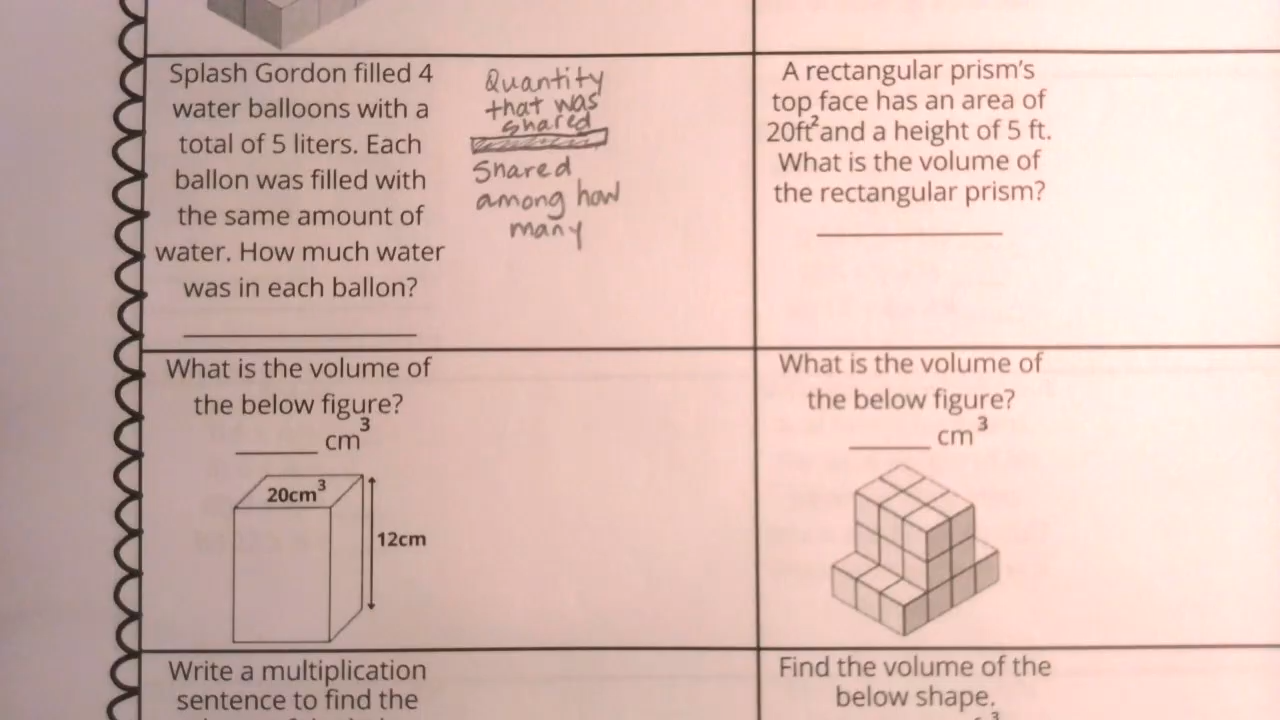 Splash Gordon filled 4
water balloons with a
total of 5 liters. Each
ballon was filled with
the same amount of
water. How much water
was in each ballon?
Quantity
that was
shared
Shared
among how
many
A rectangular prism's
top face has an area of
20ft²and a height of 5 ft.
What is the volume of
the rectangular prism?
What is the volume of
the below figure?
______ cm³
20cm³
12cm
What is the volume of
the below figure?
______ cm³
Write a multiplication
sentence to find the
Find the volume of the
below shape.